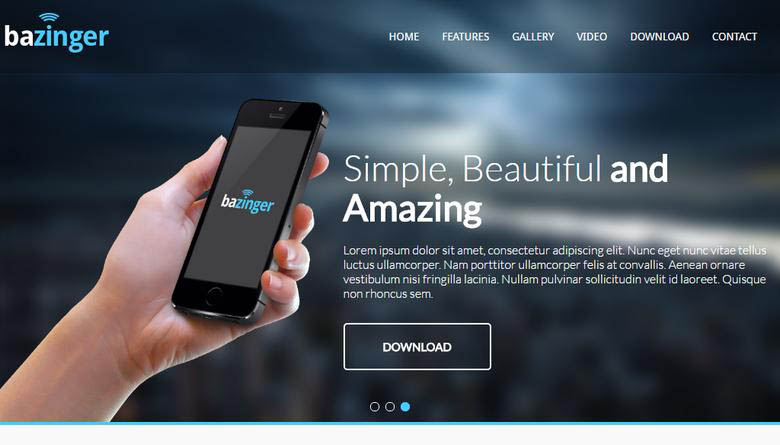 bazinger
HOME FEATURES GALLERY VIDEO DOWNLOAD CONTACT
bazinger
Simple, Beautiful and
Amazing
Lorem ipsum dolor sit amet, consectetur adipiscing elit. Nunc eget nunc vitae tellus
luctus ullamcorper. Nam porttitor ullamcorper felis at convallis. Aenean ornare
vestibulum nisi fringilla lacinia. Nullam pulvinar sollicitudin velit id laoreet. Quisque
non rhoncus sem.
DOWNLOAD